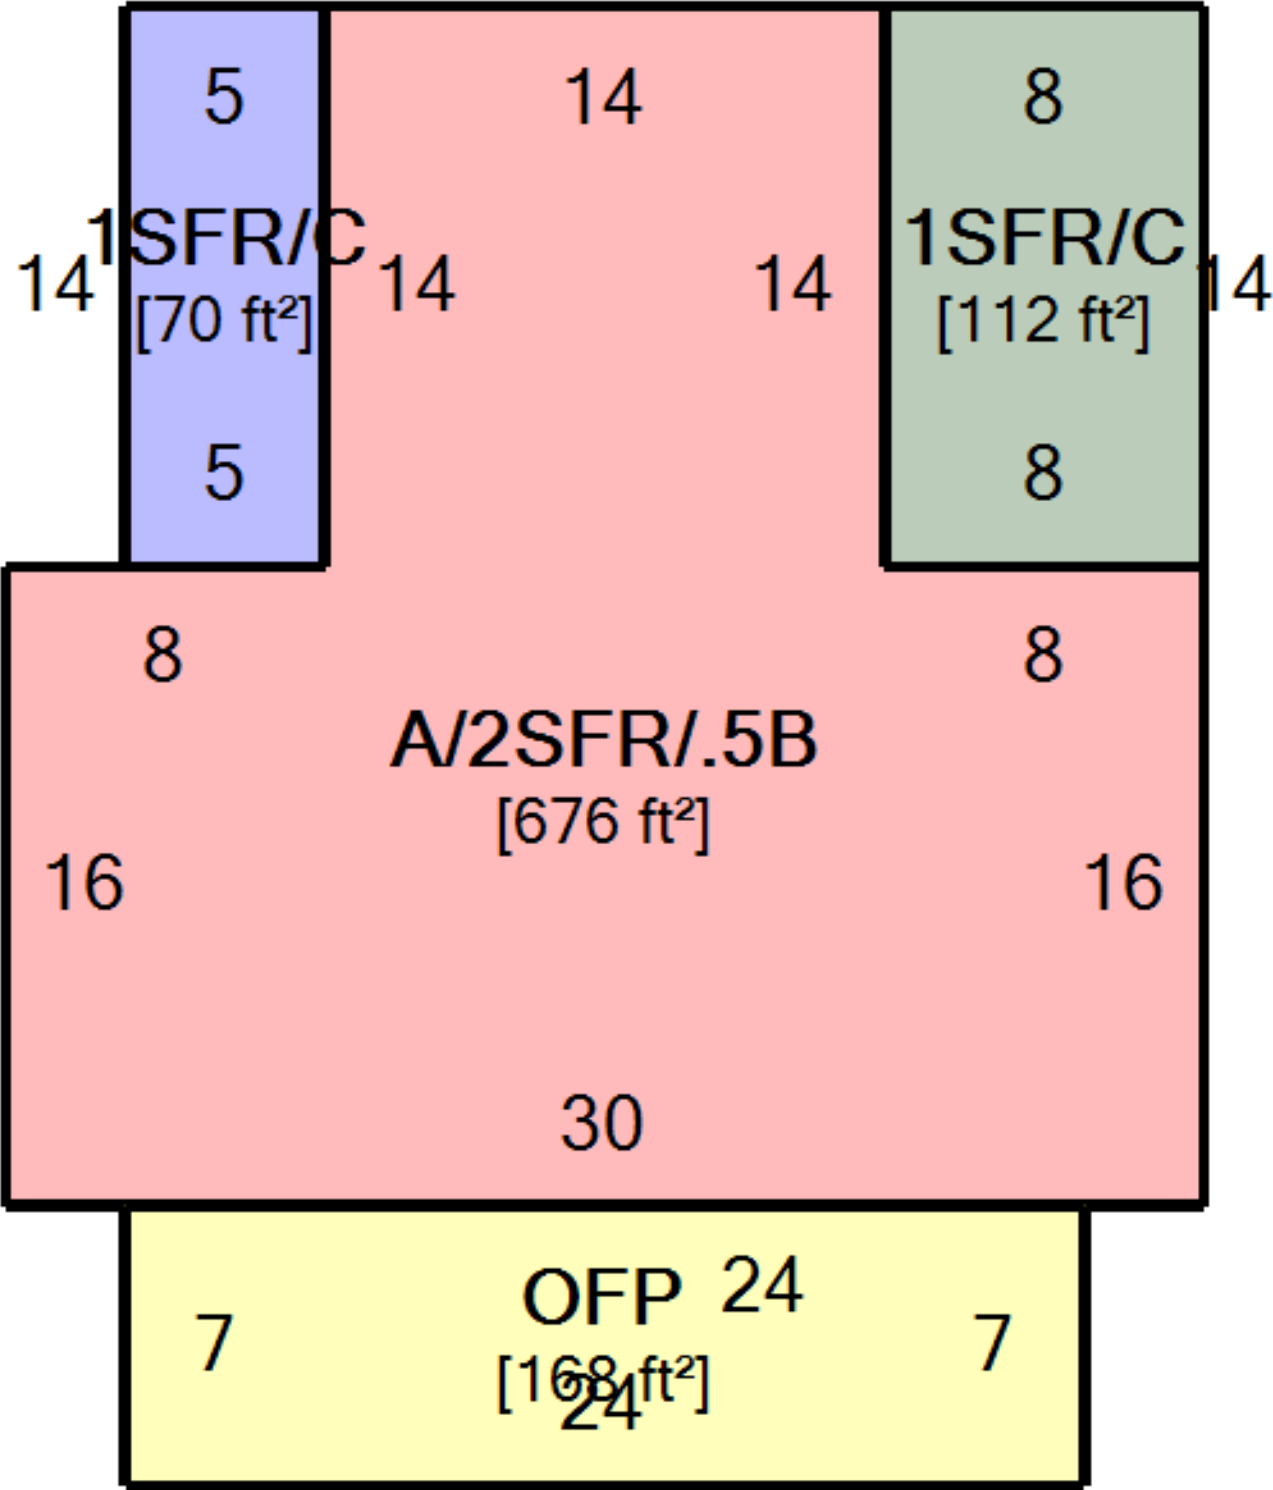 5 14 8
1SFR/C 1SFR/C
14 14 14 14
[70 ft²] [112 ft²]
5 8
8 8
A/2SFR/.5B
[676 ft²]
16 16
30
OFP 24
7 7
[168 ft²]
24